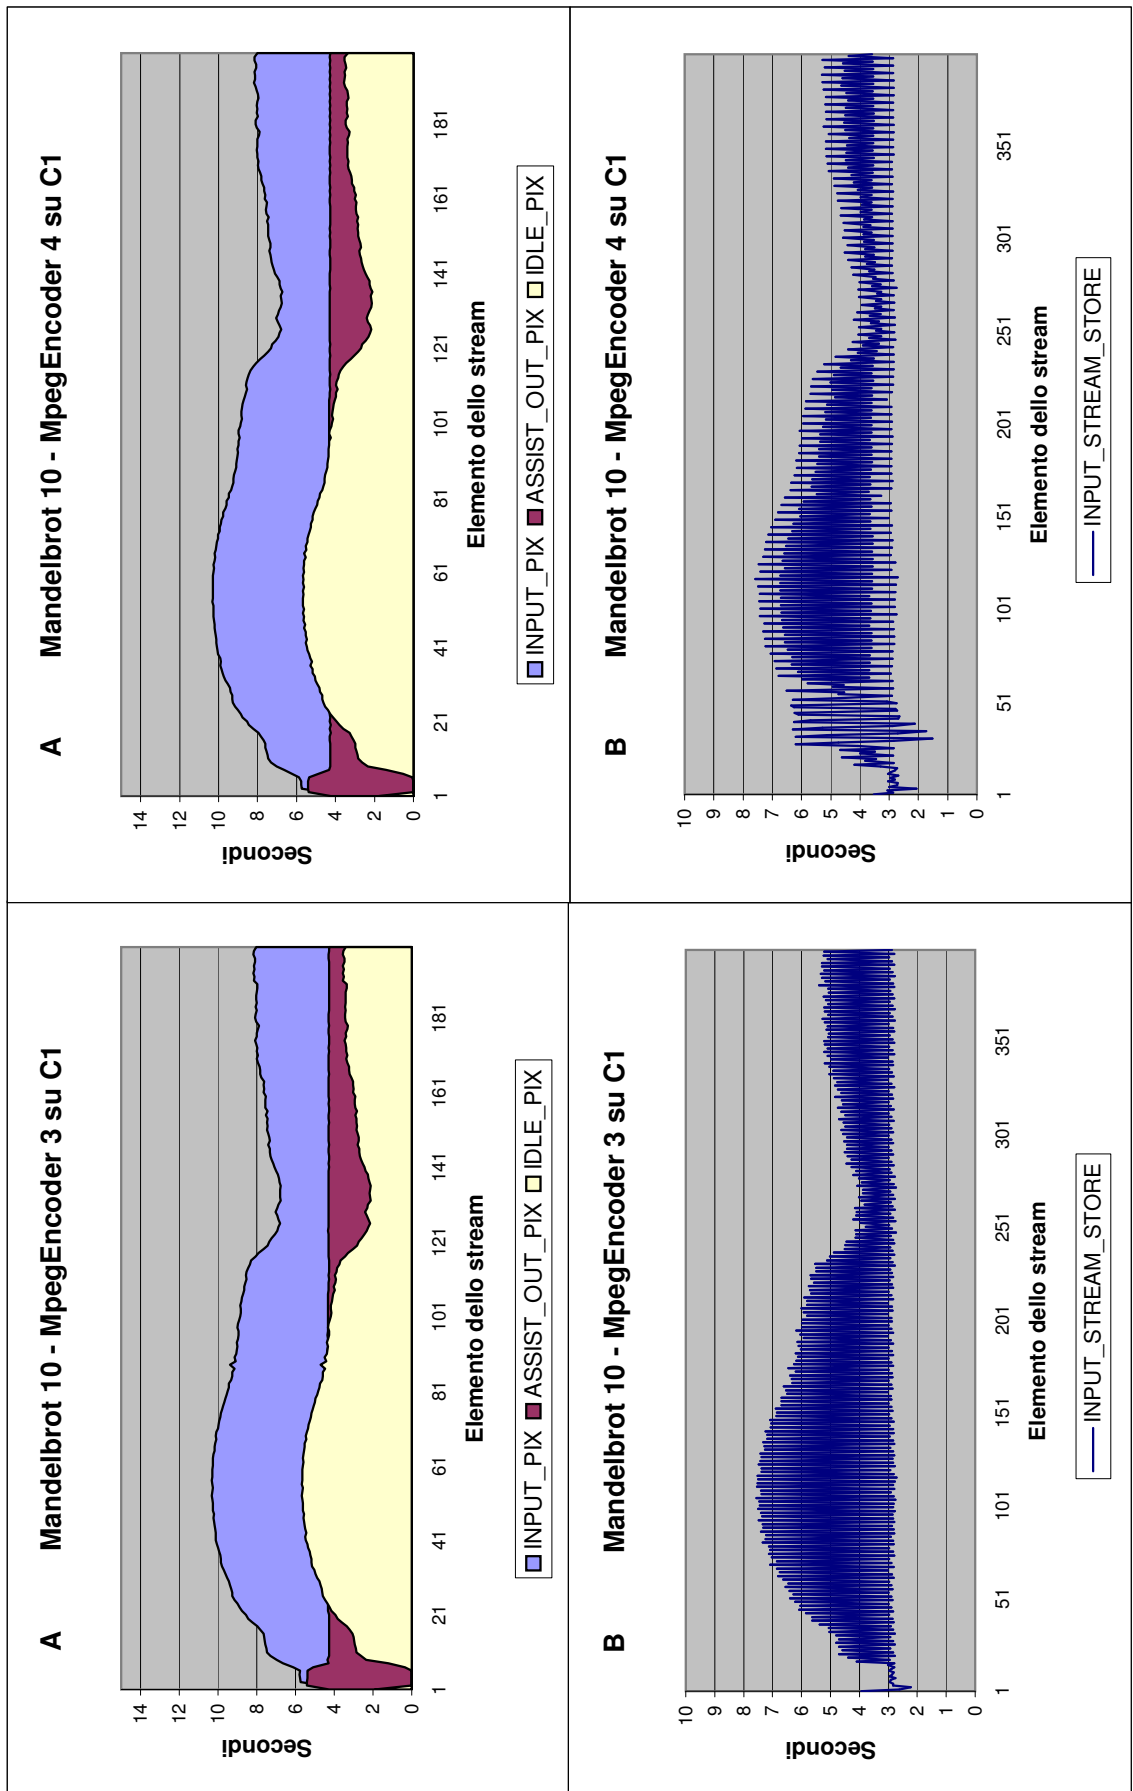 A Mandelbrot 10 - MpegEncoder 3 su C1
14
12
10
8
6
4
2
0
Secondi
1 21 41 61 81 101 121 141 161 181
Elemento dello stream
INPUT_PIX ASSIST_OUT_PIX IDLE_PIX
A Mandelbrot 10 - MpegEncoder 4 su C1
14
12
10
8
6
4
2
0
Secondi
1 21 41 61 81 101 121 141 161 181
Elemento dello stream
INPUT_PIX ASSIST_OUT_PIX IDLE_PIX
B Mandelbrot 10 - MpegEncoder 3 su C1
10
9
8
7
6
5
4
3
2
1
0
Secondi
1 51 101 151 201 251 301 351
Elemento dello stream
INPUT_STREAM_STORE
B Mandelbrot 10 - MpegEncoder 4 su C1
10
9
8
7
6
5
4
3
2
1
0
Secondi
1 51 101 151 201 251 301 351
Elemento dello stream
INPUT_STREAM_STORE